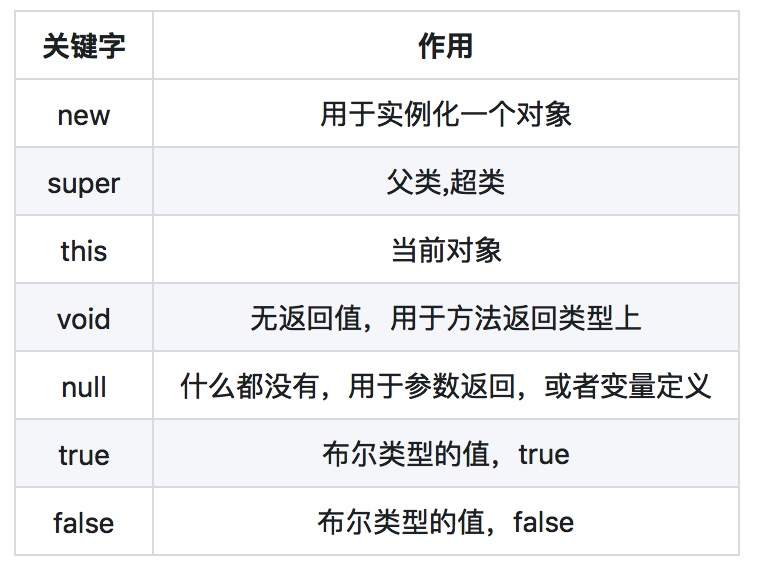 关键字 作用
new 用于实例化一个对象
super 父类,超类
this 当前对象
void 无返回值，用于方法返回类型上
null 什么都没有，用于参数返回，或者变量定义
true 布尔类型的值，true
false 布尔类型的值，false